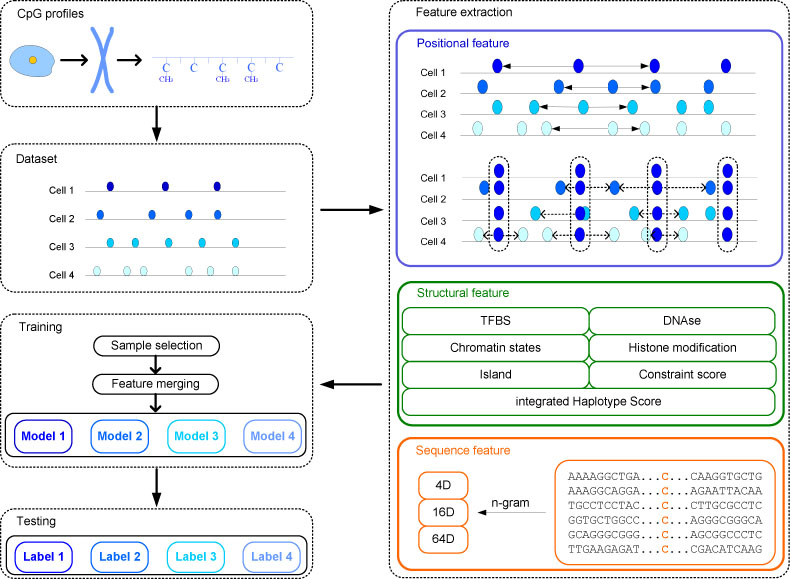 CpG profiles
C C C C C
CH₃ CH₃ CH₃
Dataset
Cell 1
Cell 2
Cell 3
Cell 4
Training
Sample selection
Feature merging
Model 1 Model 2 Model 3 Model 4
Testing
Label 1 Label 2 Label 3 Label 4
Feature extraction
Positional feature
Cell 1
Cell 2
Cell 3
Cell 4
Cell 1
Cell 2
Cell 3
Cell 4
Structural feature
TFBS DNAse
Chromatin states Histone modification
Island Constraint score
integrated Haplotype Score
Sequence feature
4D
16D
64D
n-gram
AAAAGGCTGA...C...CAAGGTGCTG
AAAGGCAGGA...C...AGAATTACAA
TGCCTCCTAC...C...CTTGCGCCTC
GGTGCTGGCC...C...AGGGCGGGCA
GCAGGGCGGG...C...AGCGGCCCTC
TTGAAGAGAT...C...CGACATCAAG